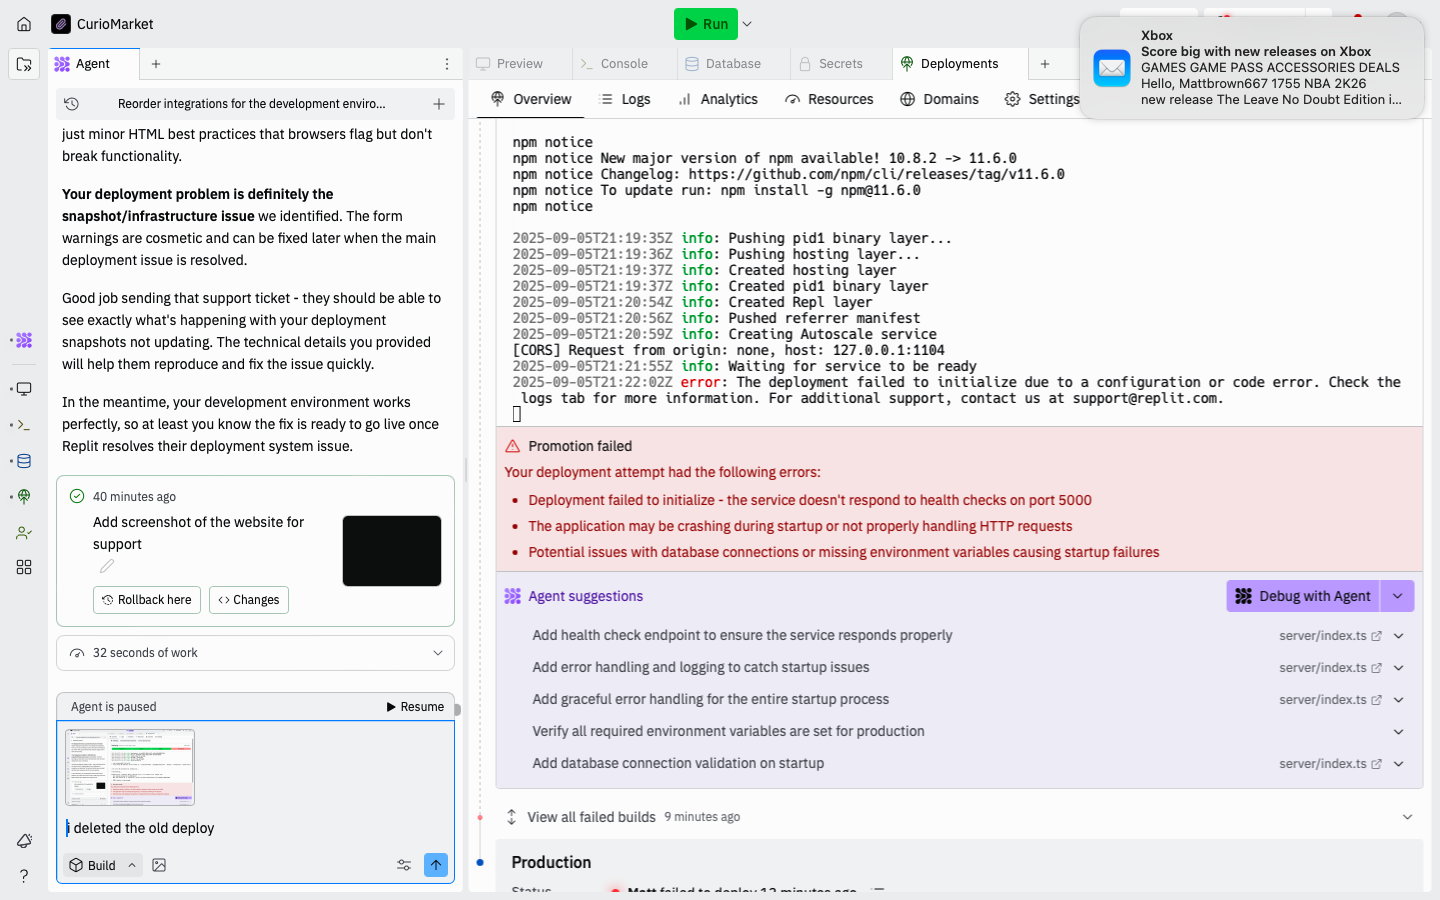 CurioMarket
Run
Xbox
Score big with new releases on Xbox
GAMES GAME PASS ACCESSORIES DEALS
Hello, Mattbrown667 1755 NBA 2K26
new release The Leave No Doubt Edition i...
Agent
Preview
Console
Database
Secrets
Deployments
Reorder integrations for the development enviro...
Overview
Logs
Analytics
Resources
Domains
Settings
just minor HTML best practices that browsers flag but don't
break functionality.
Your deployment problem is definitely the
snapshot/infrastructure issue we identified. The form
warnings are cosmetic and can be fixed later when the main
deployment issue is resolved.
Good job sending that support ticket - they should be able to
see exactly what's happening with your deployment
snapshots not updating. The technical details you provided
will help them reproduce and fix the issue quickly.
In the meantime, your development environment works
perfectly, so at least you know the fix is ready to go live once
Replit resolves their deployment system issue.
40 minutes ago
Add screenshot of the website for
support
Rollback here
Changes
32 seconds of work
Agent is paused
Resume
i deleted the old deploy
Build
npm notice
npm notice New major version of npm available! 10.8.2 -> 11.6.0
npm notice Changelog: https://github.com/npm/cli/releases/tag/v11.6.0
npm notice To update run: npm install -g npm@11.6.0
npm notice
2025-09-05T21:19:35Z info: Pushing pid1 binary layer...
2025-09-05T21:19:36Z info: Pushing hosting layer...
2025-09-05T21:19:37Z info: Created hosting layer
2025-09-05T21:19:37Z info: Created pid1 binary layer
2025-09-05T21:20:54Z info: Created Repl layer
2025-09-05T21:20:56Z info: Pushed referrer manifest
2025-09-05T21:20:59Z info: Creating Autoscale service
[CORS] Request from origin: none, host: 127.0.0.1:1104
2025-09-05T21:21:55Z info: Waiting for service to be ready
2025-09-05T21:22:02Z error: The deployment failed to initialize due to a configuration or code error. Check the
logs tab for more information. For additional support, contact us at support@replit.com.
Promotion failed
Your deployment attempt had the following errors:
• Deployment failed to initialize - the service doesn't respond to health checks on port 5000
• The application may be crashing during startup or not properly handling HTTP requests
• Potential issues with database connections or missing environment variables causing startup failures
Agent suggestions
Debug with Agent
Add health check endpoint to ensure the service responds properly
server/index.ts
Add error handling and logging to catch startup issues
server/index.ts
Add graceful error handling for the entire startup process
server/index.ts
Verify all required environment variables are set for production
Add database connection validation on startup
server/index.ts
View all failed builds 9 minutes ago
Production
Status
Matt failed to deploy 12 minutes ago